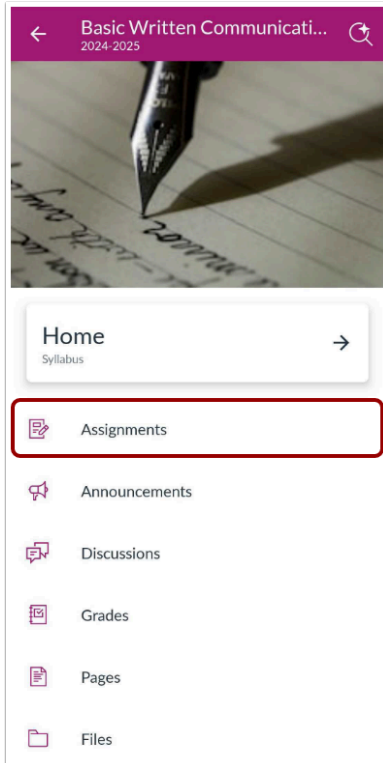 Basic Written Communicati...
2024-2025
Home
Syllabus
Assignments
Announcements
Discussions
Grades
Pages
Files